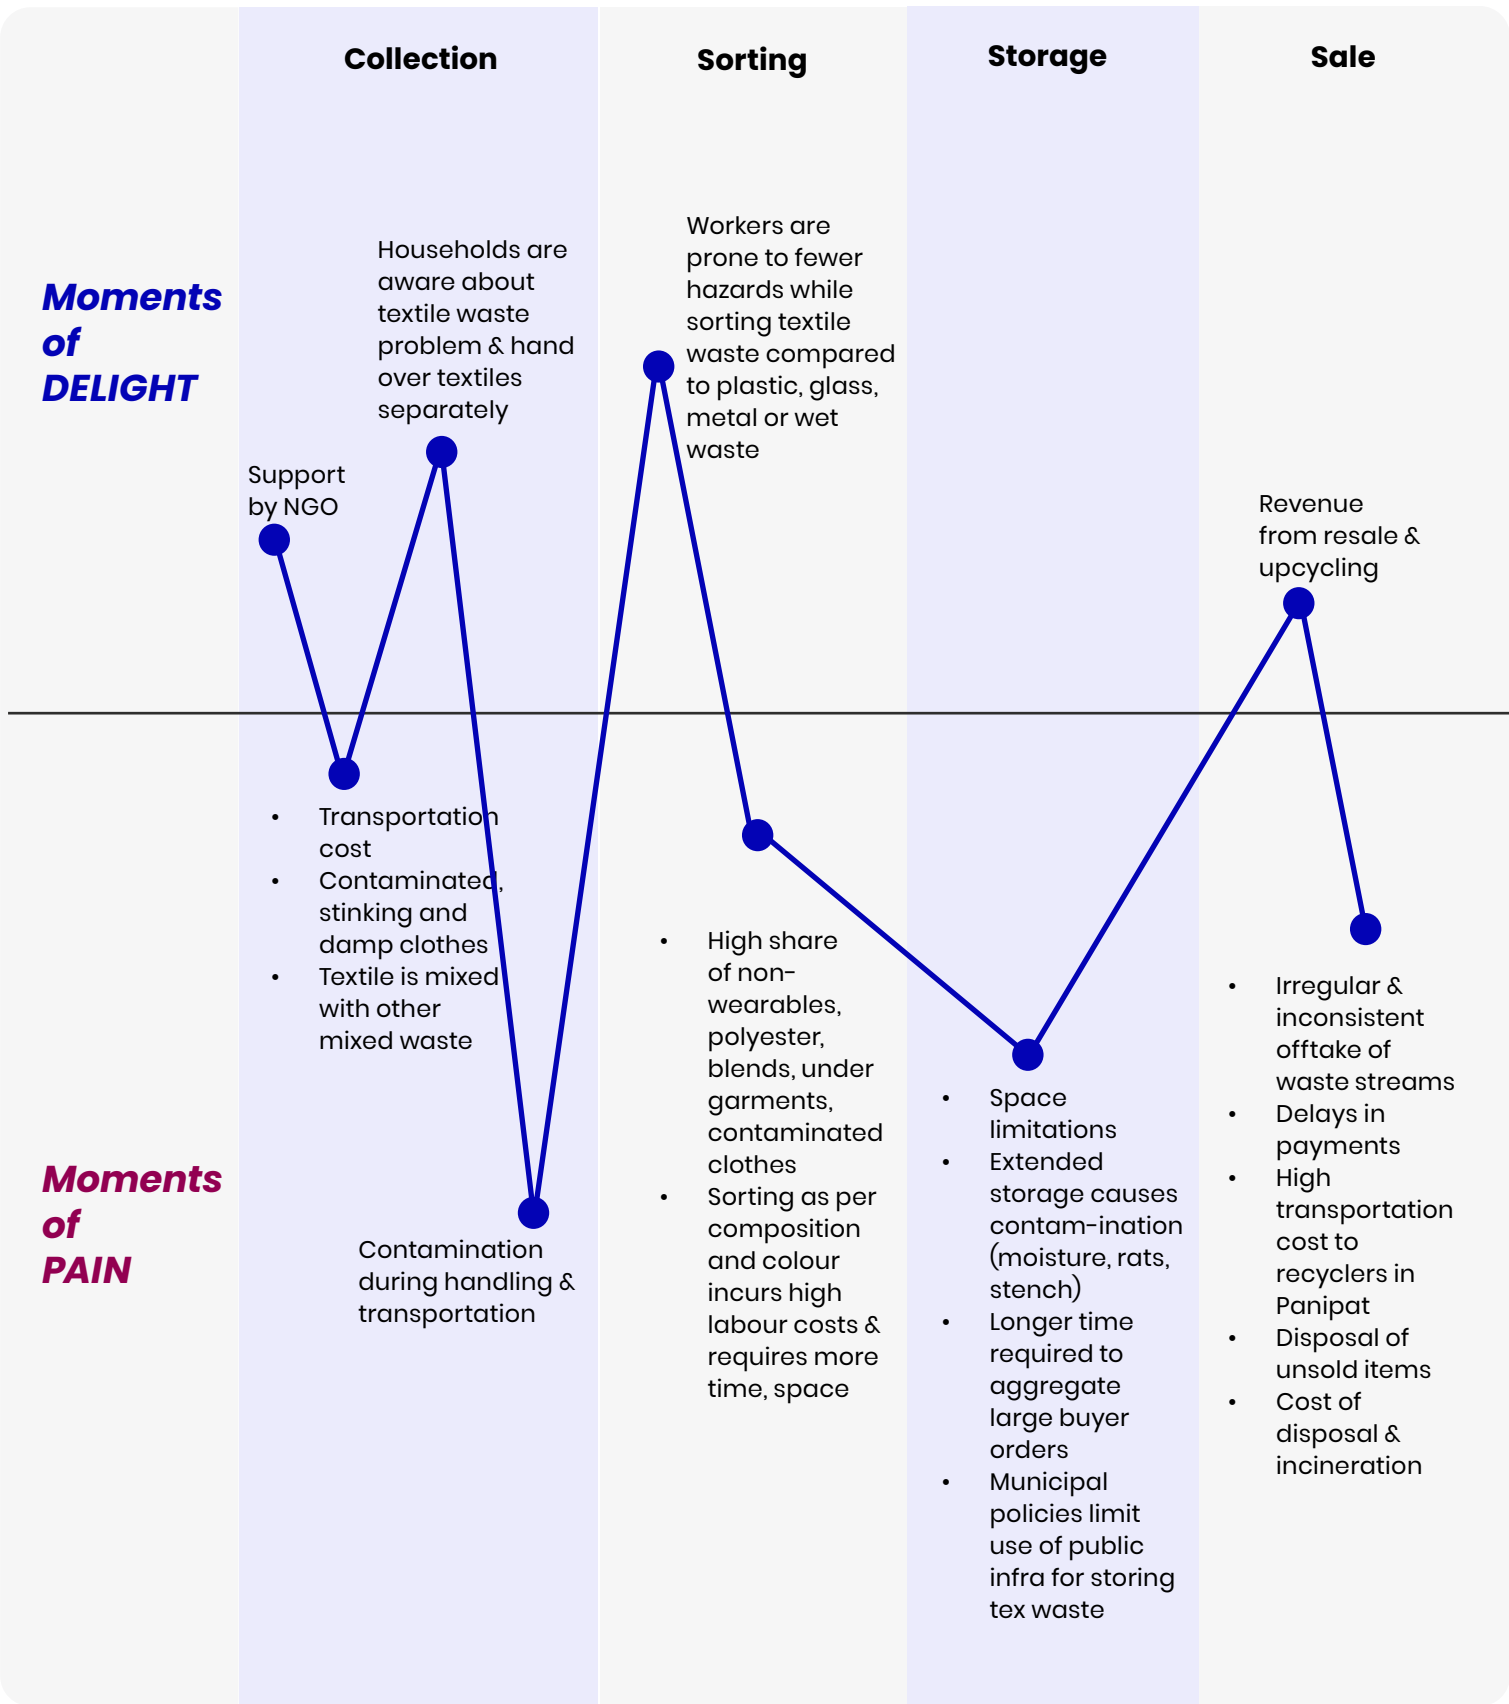 Collection
Sorting
Storage
Sale
Moments
of
DELIGHT
Support
by NGO
Households are
aware about
textile waste
problem & hand
over textiles
separately
Workers are
prone to fewer
hazards while
sorting textile
waste compared
to plastic, glass,
metal or wet
waste
Revenue
from resale &
upcycling
Moments
of
PAIN
• Transportation
cost
• Contaminated,
stinking and
damp clothes
• Textile is mixed
with other
mixed waste
Contamination
during handling &
transportation
• High share
of non-
wearables,
polyester,
blends, under
garments,
contaminated
clothes
• Sorting as per
composition
and colour
incurs high
labour costs &
requires more
time, space
• Space
limitations
• Extended
storage causes
contam-ination
(moisture, rats,
stench)
• Longer time
required to
aggregate
large buyer
orders
• Municipal
policies limit
use of public
infra for storing
tex waste
• Irregular &
inconsistent
offtake of
waste streams
• Delays in
payments
• High
transportation
cost to
recyclers in
Panipat
• Disposal of
unsold items
• Cost of
disposal &
incineration